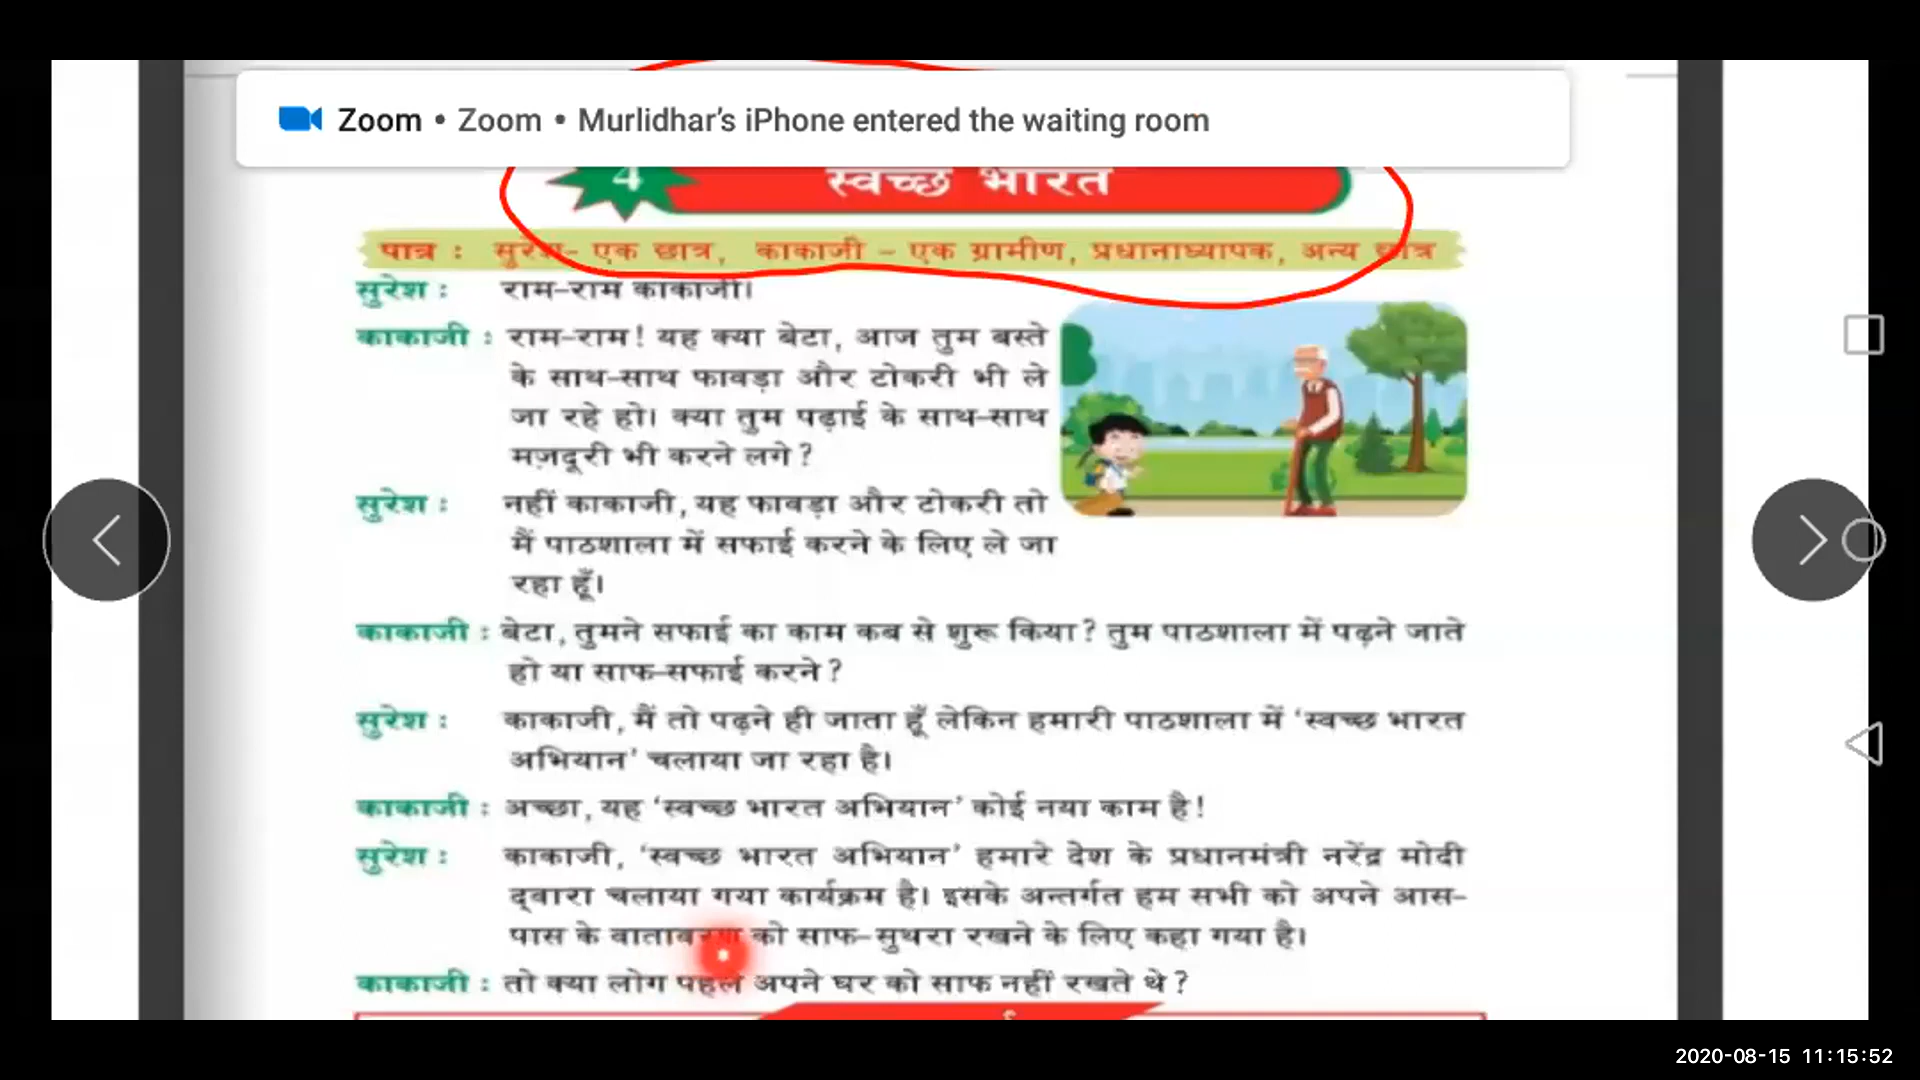 Zoom • Zoom • Murlidhar’s iPhone entered the waiting room
4 स्वच्छ भारत
पात्र : सुरेश- एक छात्र, काकाजी – एक ग्रामीण, प्रधानाध्यापक, अन्य छात्र
सुरेश : राम-राम काकाजी।
काकाजी : राम-राम! यह क्या बेटा, आज तुम बस्ते
के साथ-साथ फावड़ा और टोकरी भी ले
जा रहे हो। क्या तुम पढ़ाई के साथ-साथ
मज़दूरी भी करने लगे?
सुरेश : नहीं काकाजी, यह फावड़ा और टोकरी तो
मैं पाठशाला में सफाई करने के लिए ले जा
रहा हूँ।
काकाजी : बेटा, तुमने सफाई का काम कब से शुरू किया? तुम पाठशाला में पढ़ने जाते
हो या साफ-सफाई करने?
सुरेश : काकाजी, मैं तो पढ़ने ही जाता हूँ लेकिन हमारी पाठशाला में ‘स्वच्छ भारत
अभियान’ चलाया जा रहा है।
काकाजी : अच्छा, यह ‘स्वच्छ भारत अभियान’ कोई नया काम है!
सुरेश : काकाजी, ‘स्वच्छ भारत अभियान’ हमारे देश के प्रधानमंत्री नरेंद्र मोदी
द्वारा चलाया गया कार्यक्रम है। इसके अन्तर्गत हम सभी को अपने आस-
पास के वातावरण को साफ-सुथरा रखने के लिए कहा गया है।
काकाजी : तो क्या लोग पहले अपने घर को साफ नहीं रखते थे?
2020-08-15 11:15:52